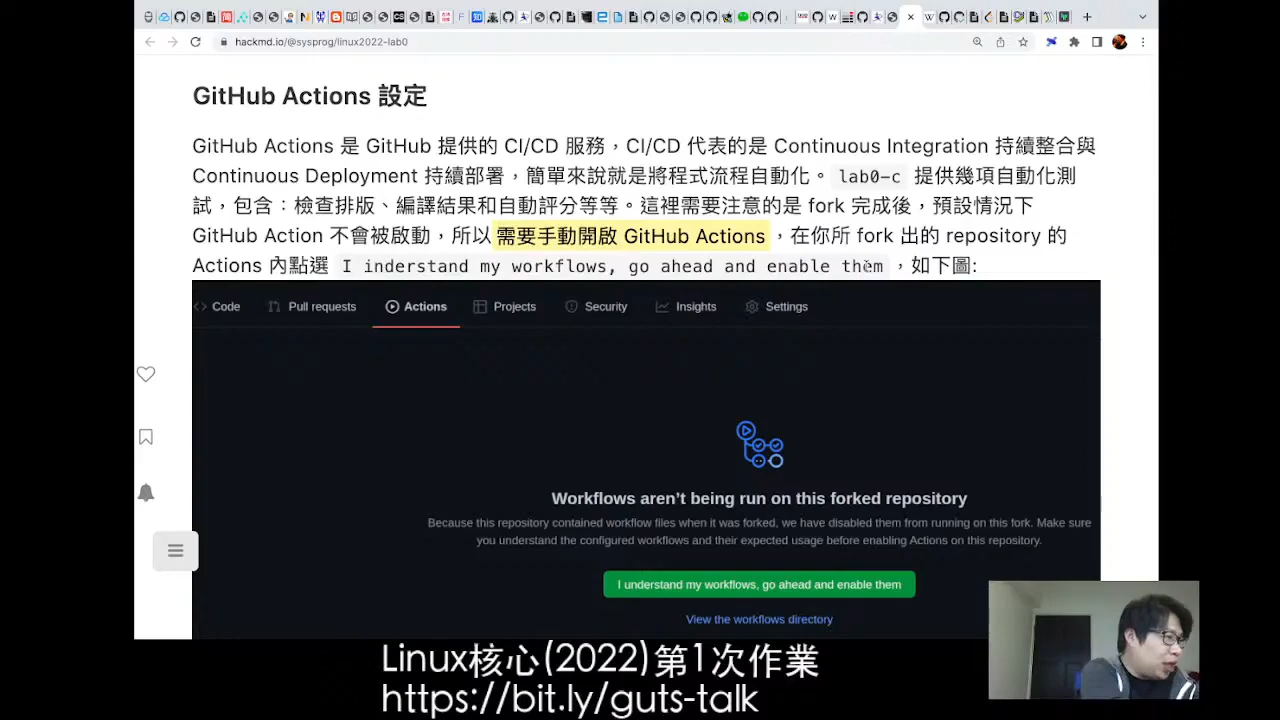 hackmd.io/@sysprog/linux2022-lab0
GitHub Actions 設定
GitHub Actions 是 GitHub 提供的 CI/CD 服務，CI/CD 代表的是 Continuous Integration 持續整合與
Continuous Deployment 持續部署，簡單來說就是將程式流程自動化。 lab0-c 提供幾項自動化測
試，包含：檢查排版、編譯結果和自動評分等等。這裡需要注意的是 fork 完成後，預設情況下
GitHub Action 不會被啟動，所以 需要手動開啟 GitHub Actions ，在你所 fork 出的 repository 的
Actions 內點選 I inderstand my workflows, go ahead and enable them ，如下圖:
Code Pull requests Actions Projects Security Insights Settings
Workflows aren't being run on this forked repository
Because this repository contained workflow files when it was forked, we have disabled them from running on this fork. Make sure
you understand the configured workflows and their expected usage before enabling Actions on this repository.
I understand my workflows, go ahead and enable them
View the workflows directory
Linux核心(2022)第1次作業
https://bit.ly/guts-talk